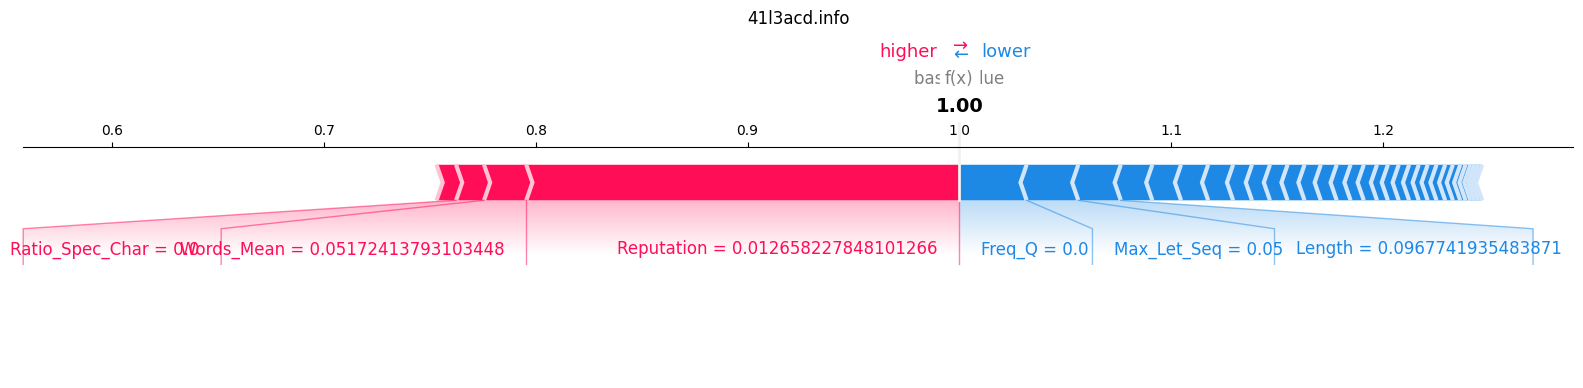 41l3acd.info
higher → lower
←
bas f(x) lue
1.00
0.6 0.7 0.8 0.9 1.0 1.1 1.2
Ratio_Spec_Char = 0.0 Words_Mean = 0.05172413793103448 Reputation = 0.012658227848101266 Freq_Q = 0.0 Max_Let_Seq = 0.05 Length = 0.0967741935483871